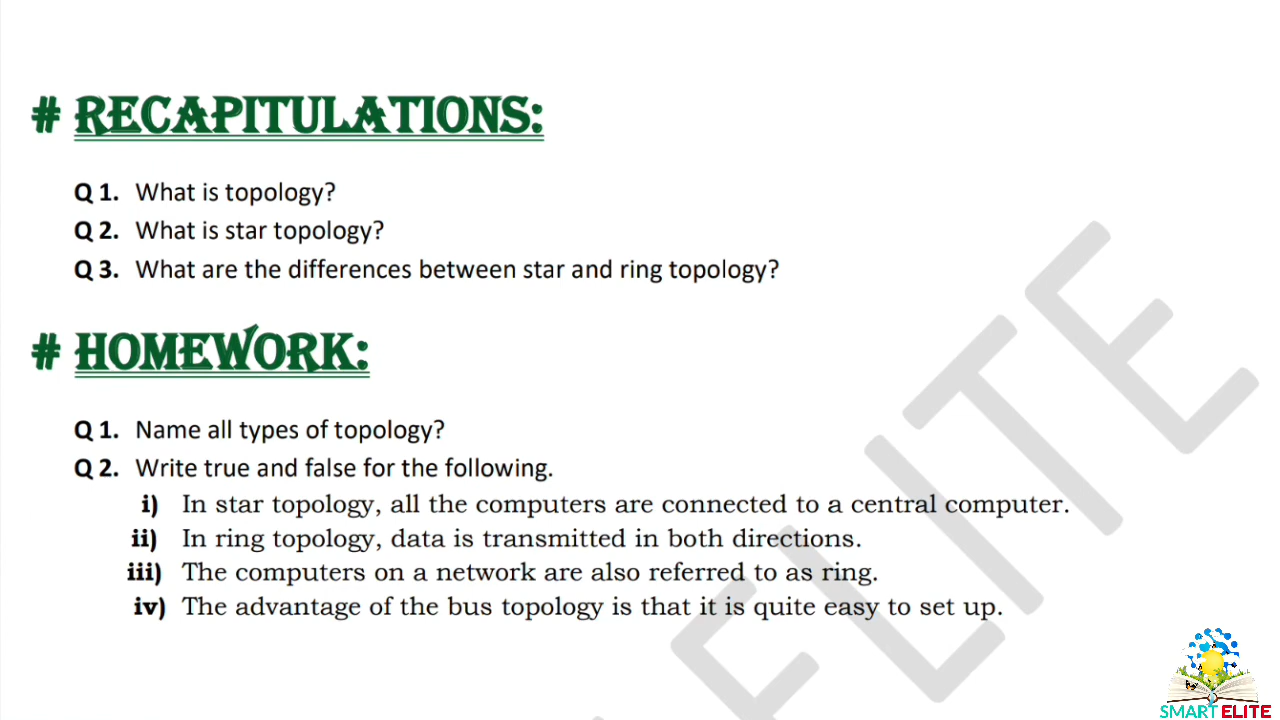 # RECAPITULATIONS:
Q 1. What is topology?
Q 2. What is star topology?
Q 3. What are the differences between star and ring topology?
# HOMEWORK:
Q 1. Name all types of topology?
Q 2. Write true and false for the following.
i) In star topology, all the computers are connected to a central computer.
ii) In ring topology, data is transmitted in both directions.
iii) The computers on a network are also referred to as ring.
iv) The advantage of the bus topology is that it is quite easy to set up.
ELITE
SMART ELITE